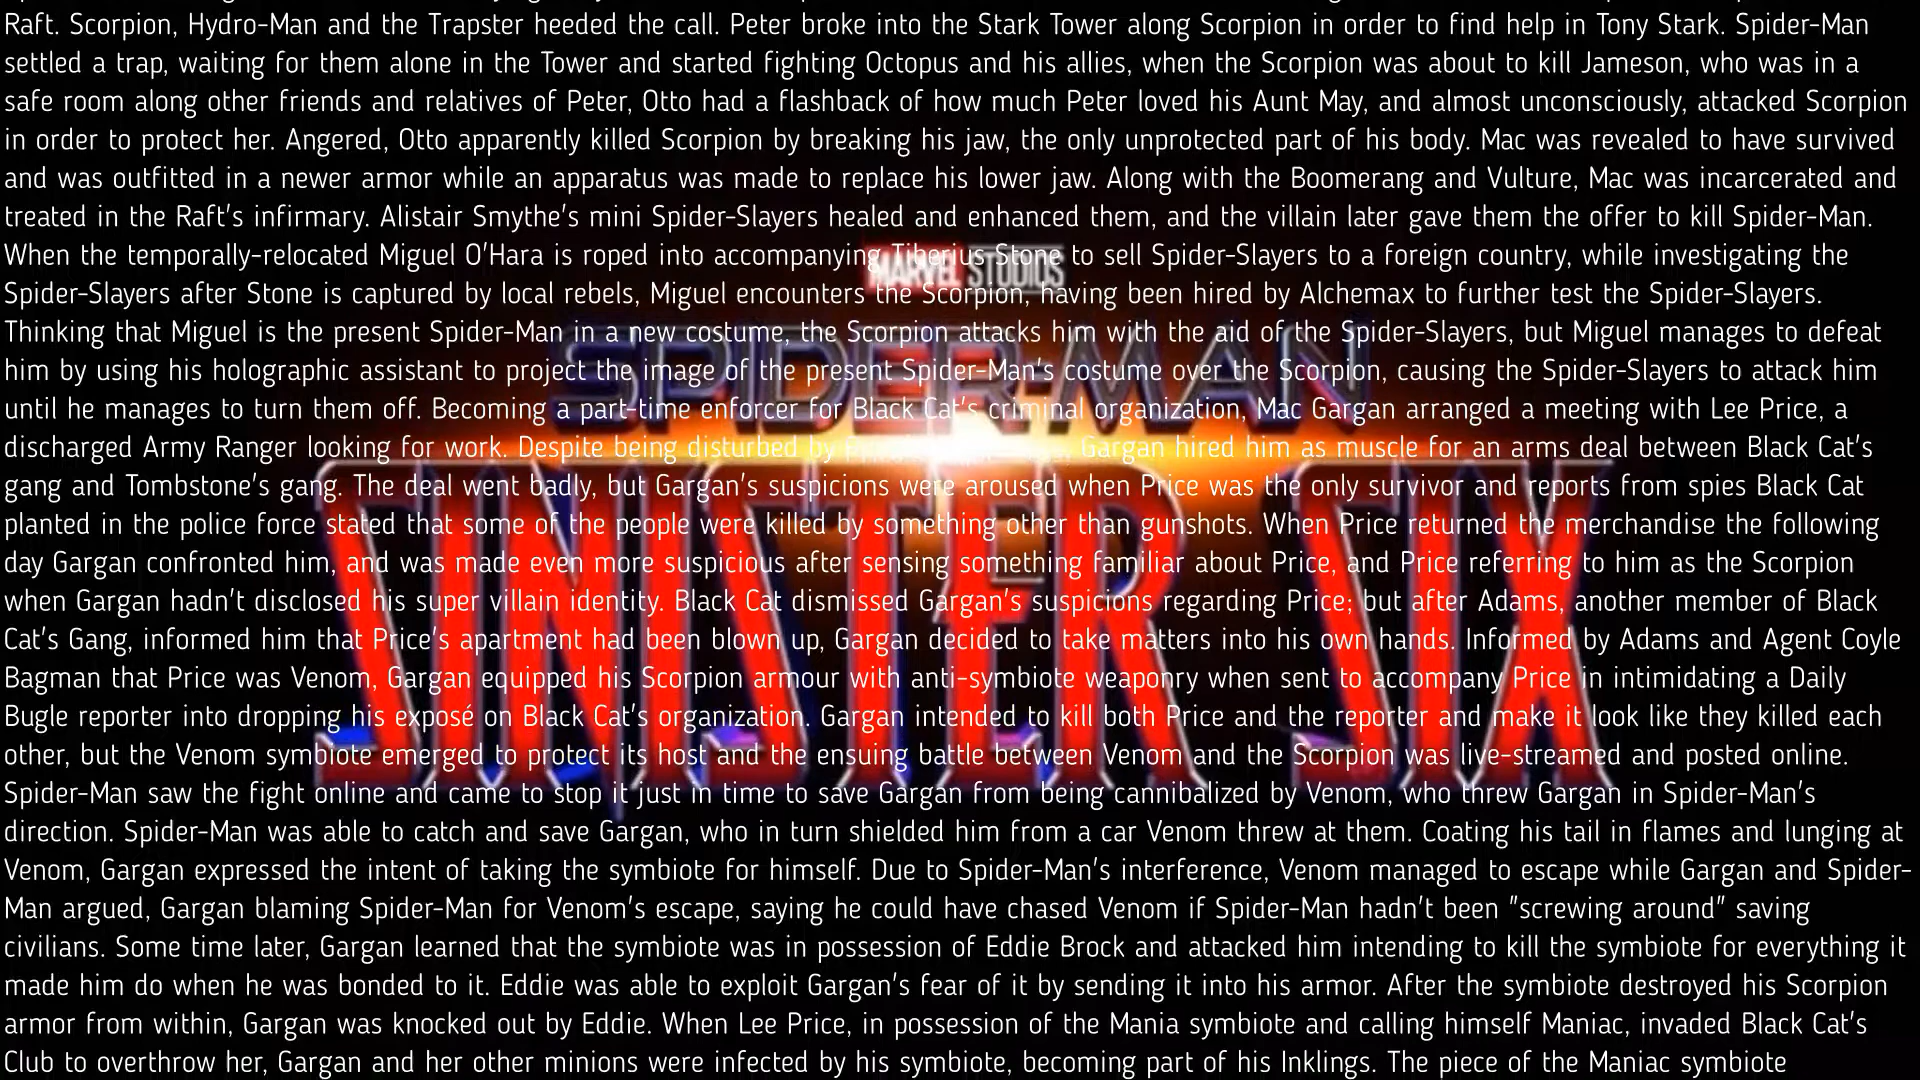 Raft. Scorpion, Hydro-Man and the Trapster heeded the call. Peter broke into the Stark Tower along Scorpion in order to find help in Tony Stark. Spider-Man
settled a trap, waiting for them alone in the Tower and started fighting Octopus and his allies, when the Scorpion was about to kill Jameson, who was in a
safe room along other friends and relatives of Peter, Otto had a flashback of how much Peter loved his Aunt May, and almost unconsciously, attacked Scorpion
in order to protect her. Angered, Otto apparently killed Scorpion by breaking his jaw, the only unprotected part of his body. Mac was revealed to have survived
and was outfitted in a newer armor while an apparatus was made to replace his lower jaw. Along with the Boomerang and Vulture, Mac was incarcerated and
treated in the Raft's infirmary. Alistair Smythe's mini Spider-Slayers healed and enhanced them, and the villain later gave them the offer to kill Spider-Man.
When the temporally-relocated Miguel O'Hara is roped into accompanying Tiberius Stone to sell Spider-Slayers to a foreign country, while investigating the
MARVEL STUDIOS
Spider-Slayers after Stone is captured by local rebels, Miguel encounters the Scorpion, having been hired by Alchemax to further test the Spider-Slayers.
Thinking that Miguel is the present Spider-Man in a new costume, the Scorpion attacks him with the aid of the Spider-Slayers, but Miguel manages to defeat
SPIDER-MAN
him by using his holographic assistant to project the image of the present Spider-Man's costume over the Scorpion, causing the Spider-Slayers to attack him
until he manages to turn them off. Becoming a part-time enforcer for Black Cat's criminal organization, Mac Gargan arranged a meeting with Lee Price, a
discharged Army Ranger looking for work. Despite being disturbed by Gargan hired him as muscle for an arms deal between Black Cat's
gang and Tombstone's gang. The deal went badly, but Gargan's suspicions were aroused when Price was the only survivor and reports from spies Black Cat
planted in the police force stated that some of the people were killed by something other than gunshots. When Price returned the merchandise the following
day Gargan confronted him, and was made even more suspicious after sensing something familiar about Price, and Price referring to him as the Scorpion
when Gargan hadn't disclosed his super villain identity. Black Cat dismissed Gargan's suspicions regarding Price; but after Adams, another member of Black
SINISTER SIX
Cat's Gang, informed him that Price's apartment had been blown up, Gargan decided to take matters into his own hands. Informed by Adams and Agent Coyle
Bagman that Price was Venom, Gargan equipped his Scorpion armour with anti-symbiote weaponry when sent to accompany Price in intimidating a Daily
Bugle reporter into dropping his exposé on Black Cat's organization. Gargan intended to kill both Price and the reporter and make it look like they killed each
other, but the Venom symbiote emerged to protect its host and the ensuing battle between Venom and the Scorpion was live-streamed and posted online.
Spider-Man saw the fight online and came to stop it just in time to save Gargan from being cannibalized by Venom, who threw Gargan in Spider-Man's
direction. Spider-Man was able to catch and save Gargan, who in turn shielded him from a car Venom threw at them. Coating his tail in flames and lunging at
Venom, Gargan expressed the intent of taking the symbiote for himself. Due to Spider-Man's interference, Venom managed to escape while Gargan and Spider-
Man argued, Gargan blaming Spider-Man for Venom's escape, saying he could have chased Venom if Spider-Man hadn't been "screwing around" saving
civilians. Some time later, Gargan learned that the symbiote was in possession of Eddie Brock and attacked him intending to kill the symbiote for everything it
made him do when he was bonded to it. Eddie was able to exploit Gargan's fear of it by sending it into his armor. After the symbiote destroyed his Scorpion
armor from within, Gargan was knocked out by Eddie. When Lee Price, in possession of the Mania symbiote and calling himself Maniac, invaded Black Cat's
Club to overthrow her, Gargan and her other minions were infected by his symbiote, becoming part of his Inklings. The piece of the Maniac symbiote